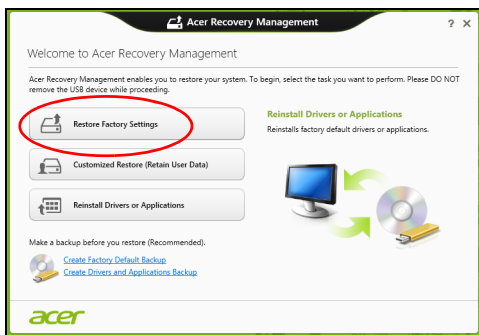 Acer Recovery Management
? X
Welcome to Acer Recovery Management
Acer Recovery Management enables you to restore your system. To begin, select the task you want to perform. Please DO NOT
remove the USB device while proceeding.
Restore Factory Settings
Reinstall Drivers or Applications
Reinstalls factory default drivers or applications.
Customized Restore (Retain User Data)
Reinstall Drivers or Applications
Make a backup before you restore (Recommended).
Create Factory Default Backup
Create Drivers and Applications Backup
acer